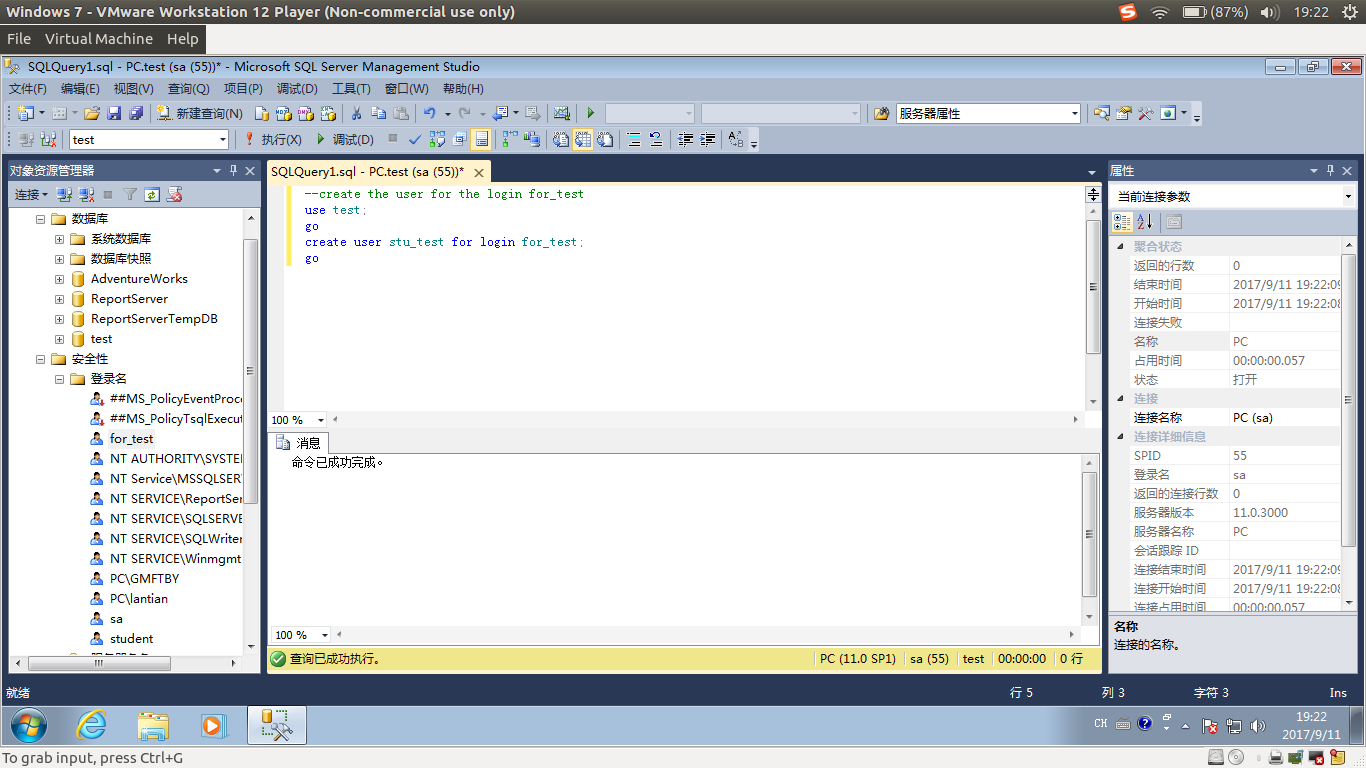 Windows 7 - VMware Workstation 12 Player (Non-commercial use only)
(87%)
19:22
File Virtual Machine Help
SQLQuery1.sql - PC.test (sa (55))* - Microsoft SQL Server Management Studio
文件(F) 编辑(E) 视图(V) 查询(Q) 项目(P) 调试(D) 工具(T) 窗口(W) 帮助(H)
新建查询(N)
服务器属性
test
执行(X)
调试(D)
对象资源管理器
连接
数据库
系统数据库
数据库快照
AdventureWorks
ReportServer
ReportServerTempDB
test
安全性
登录名
##MS_PolicyEventProce
##MS_PolicyTsqlExecut
for_test
NT AUTHORITY\SYSTE
NT Service\MSSQLSER
NT SERVICE\ReportSer
NT SERVICE\SQLSERVE
NT SERVICE\SQLWriter
NT SERVICE\Winmgmt
PC\GMFTBY
PC\lantian
sa
student
SQLQuery1.sql - PC.test (sa (55))*
--create the user for the login for_test
use test;
go
create user stu_test for login for_test;
go
100 %
消息
命令已成功完成。
100 %
查询已成功执行。
PC (11.0 SP1)
sa (55)
test
00:00:00
0 行
属性
当前连接参数
聚合状态
返回的行数 0
结束时间 2017/9/11 19:22:09
开始时间 2017/9/11 19:22:08
连接失败
名称 PC
占用时间 00:00:00.057
状态 打开
连接
连接名称 PC (sa)
连接详细信息
SPID 55
登录名 sa
返回的连接行数 0
服务器版本 11.0.3000
服务器名称 PC
会话跟踪 ID
连接结束时间 2017/9/11 19:22:09
连接开始时间 2017/9/11 19:22:08
连接占用时间 00:00:00.057
名称
连接的名称。
就绪
行 5
列 3
字符 3
Ins
CH
19:22
2017/9/11
To grab input, press Ctrl+G